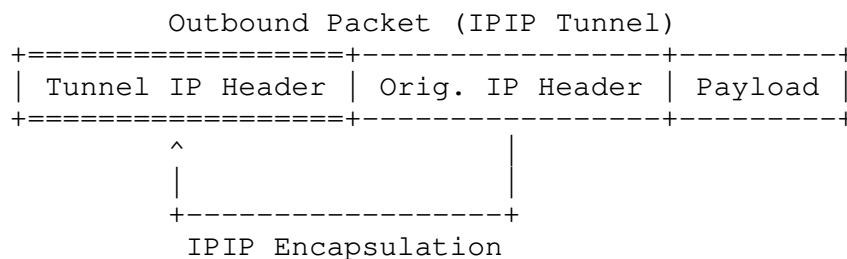 Outbound Packet (IPIP Tunnel)
+==================+-----------------+---------+
| Tunnel IP Header | Orig. IP Header | Payload |
+==================+-----------------+---------+
^                  |
|                  |
+------------------+
IPIP Encapsulation